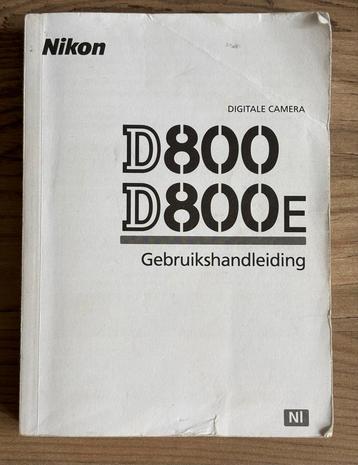 Nikon
DIGITALE CAMERA
D800
D800E
Gebruikshandleiding
Nl